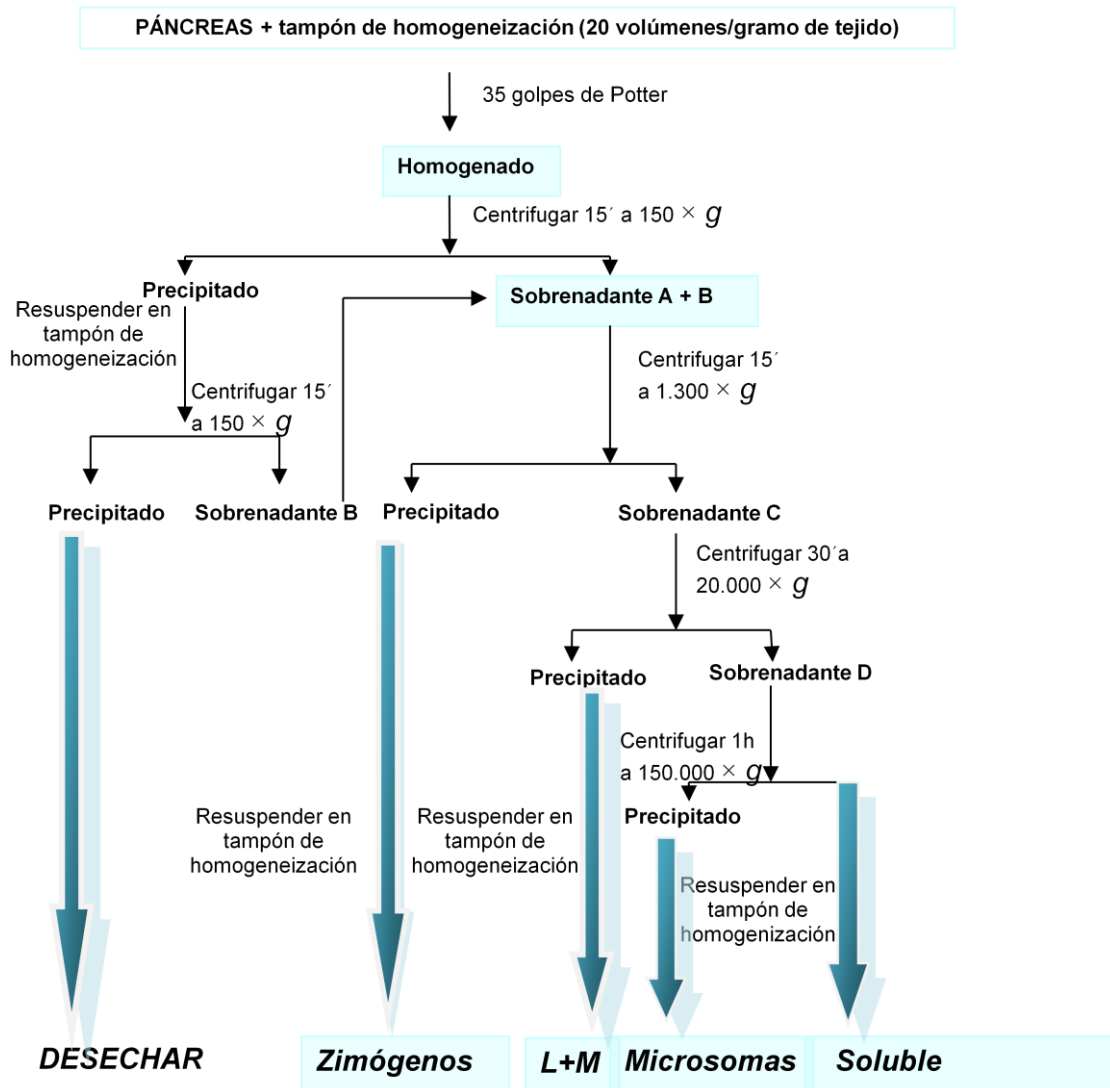 PÁNCREAS + tampón de homogeneización (20 volúmenes/gramo de tejido)
35 golpes de Potter
Homogenado
Centrifugar 15´ a 150 × g
Precipitado
Resuspender en
tampón de
homogeneización
Sobrenadante A + B
Centrifugar 15´
a 150 × g
Centrifugar 15´
a 1.300 × g
Precipitado
Sobrenadante B
Precipitado
Sobrenadante C
Centrifugar 30´a
20.000 × g
Precipitado
Sobrenadante D
Centrifugar 1h
a 150.000 × g
Precipitado
Resuspender en
tampón de
homogeneización
Resuspender en
tampón de
homogeneización
Resuspender en
tampón de
homogenización
DESECHAR
Zimógenos
L+M
Microsomas
Soluble